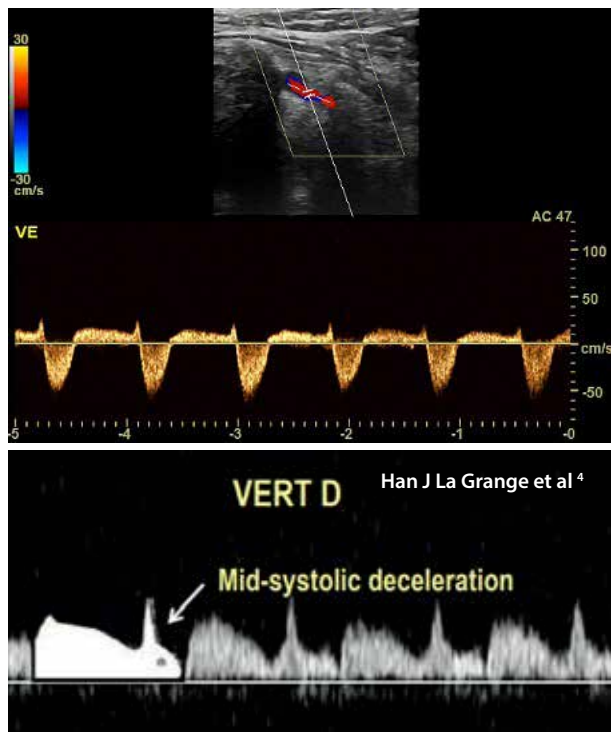 30
-30
cm/s
AC 47
VE
100
50
cm/s
-50
-5 -4 -3 -2 -1 -0
Han J La Grange et al 4
VERT D
Mid-systolic deceleration